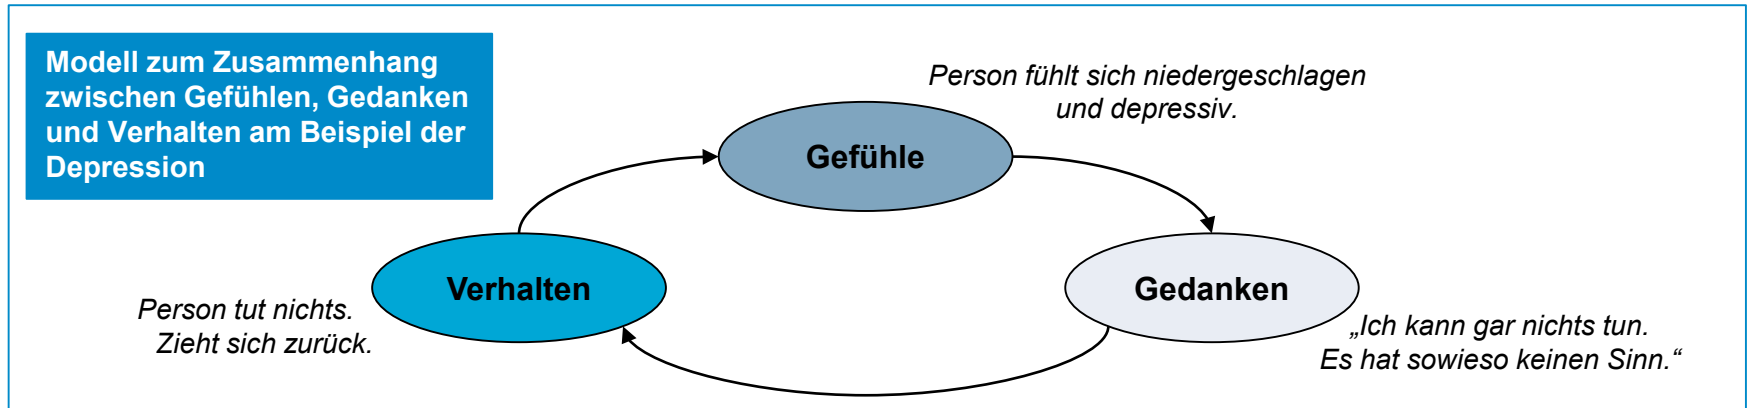 Modell zum Zusammenhang
zwischen Gefühlen, Gedanken
und Verhalten am Beispiel der
Depression
Person fühlt sich niedergeschlagen
und depressiv.
Gefühle
Verhalten
Gedanken
Person tut nichts.
Zieht sich zurück.
„Ich kann gar nichts tun.
Es hat sowieso keinen Sinn.“